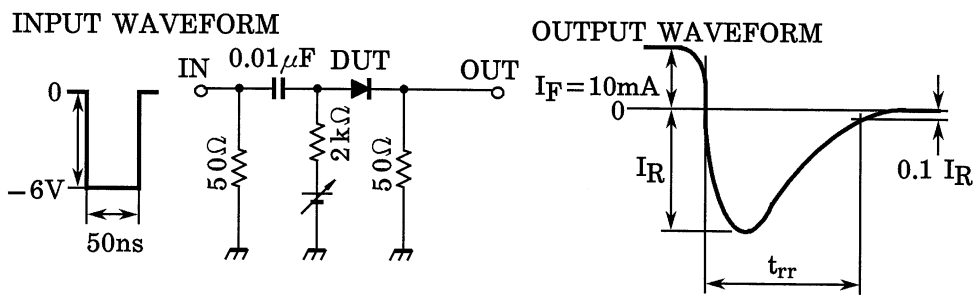 INPUT WAVEFORM
0
−6V
50ns
IN
0.01μF
DUT
OUT
50Ω
2kΩ
50Ω
OUTPUT WAVEFORM
IF=10mA
0
IR
0.1 IR
trr